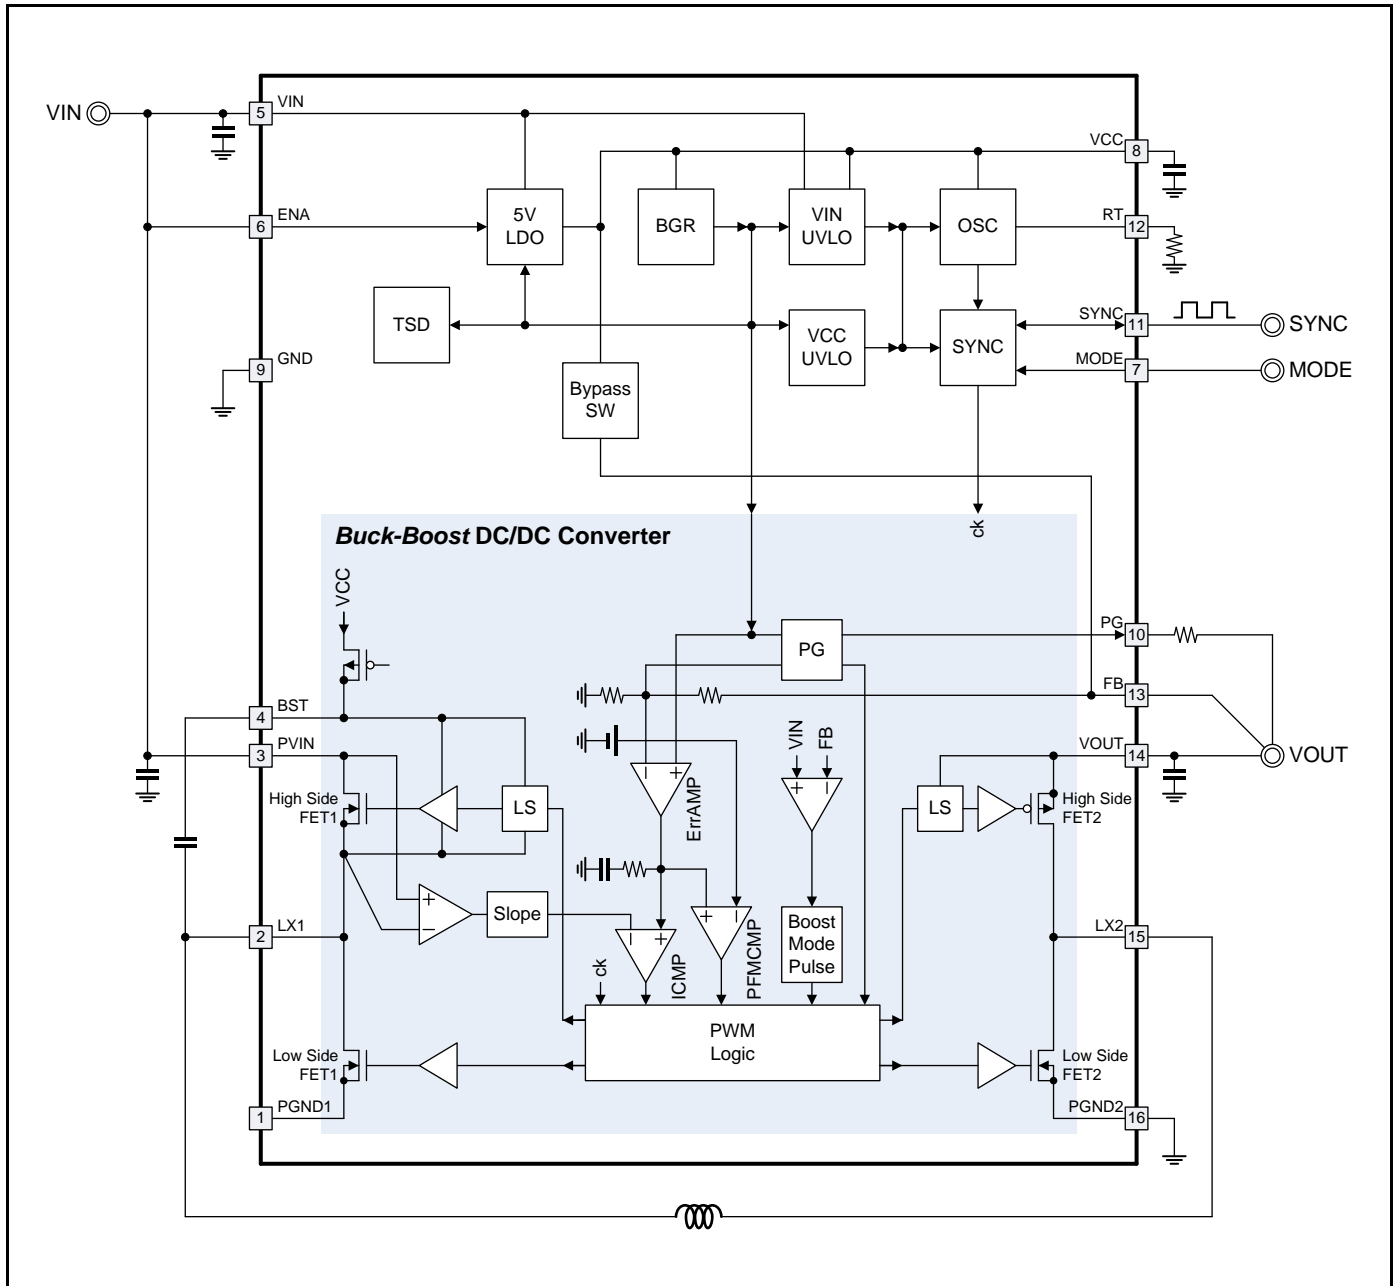 VIN
5
VIN
VCC
8
6
ENA
5V
LDO
BGR
VIN
UVLO
OSC
RT
12
TSD
VCC
UVLO
SYNC
SYNC
11
SYNC
MODE
7
MODE
GND
9
Bypass
SW
ck
Buck-Boost DC/DC Converter
VCC
PG
PG
10
FB
13
BST
4
VIN
FB
PVIN
3
VOUT
14
VOUT
High Side
FET1
LS
ErrAMP
LS
High Side
FET2
+
−
−
+
+
−
+
−
−
+
+
−
Slope
Boost
Mode
Pulse
LX1
2
LX2
15
ck
ICMP
PFMCMP
PWM
Logic
Low Side
FET1
Low Side
FET2
PGND1
1
PGND2
16